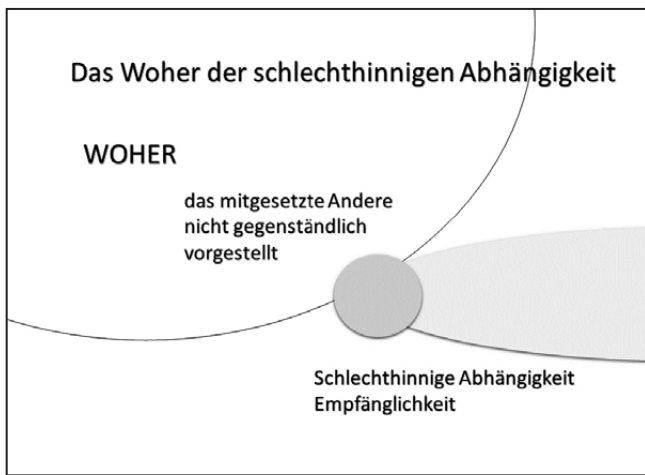 Das Woher der schlechthinnigen Abhängigkeit
WOHER
das mitgesetzte Andere
nicht gegenständlich
vorgestellt
Schlechthinnige Abhängigkeit
Empfänglichkeit